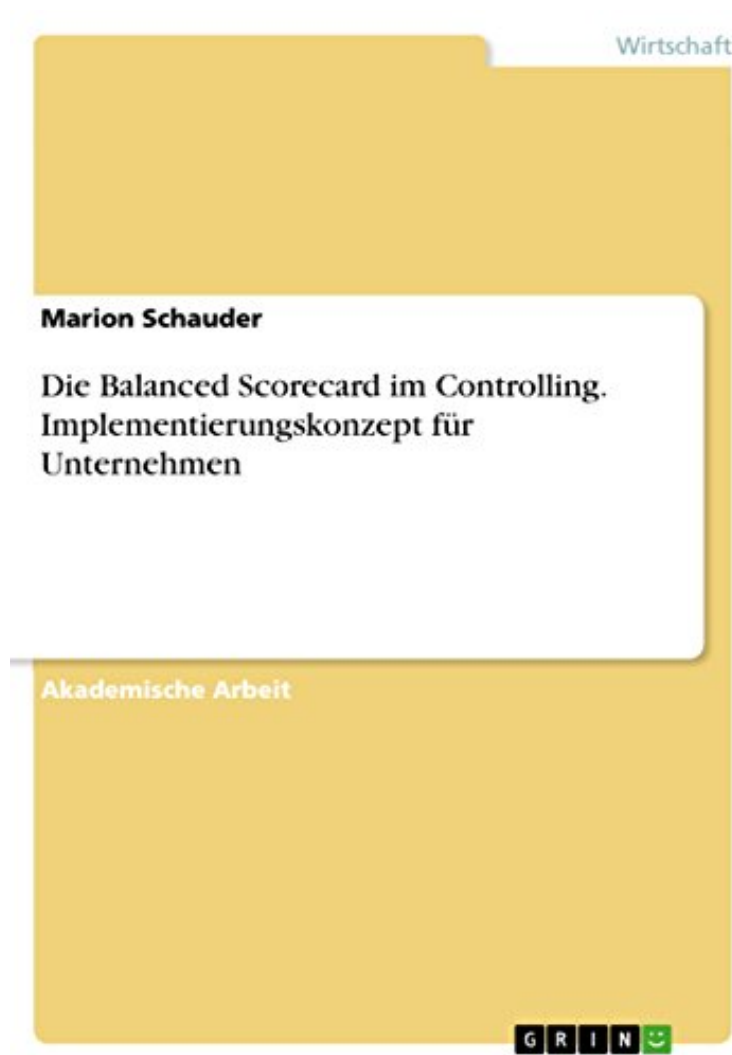 Wirtschaft
Marion Schauder
Die Balanced Scorecard im Controlling.
Implementierungskonzept für
Unternehmen
Akademische Arbeit
GRIN